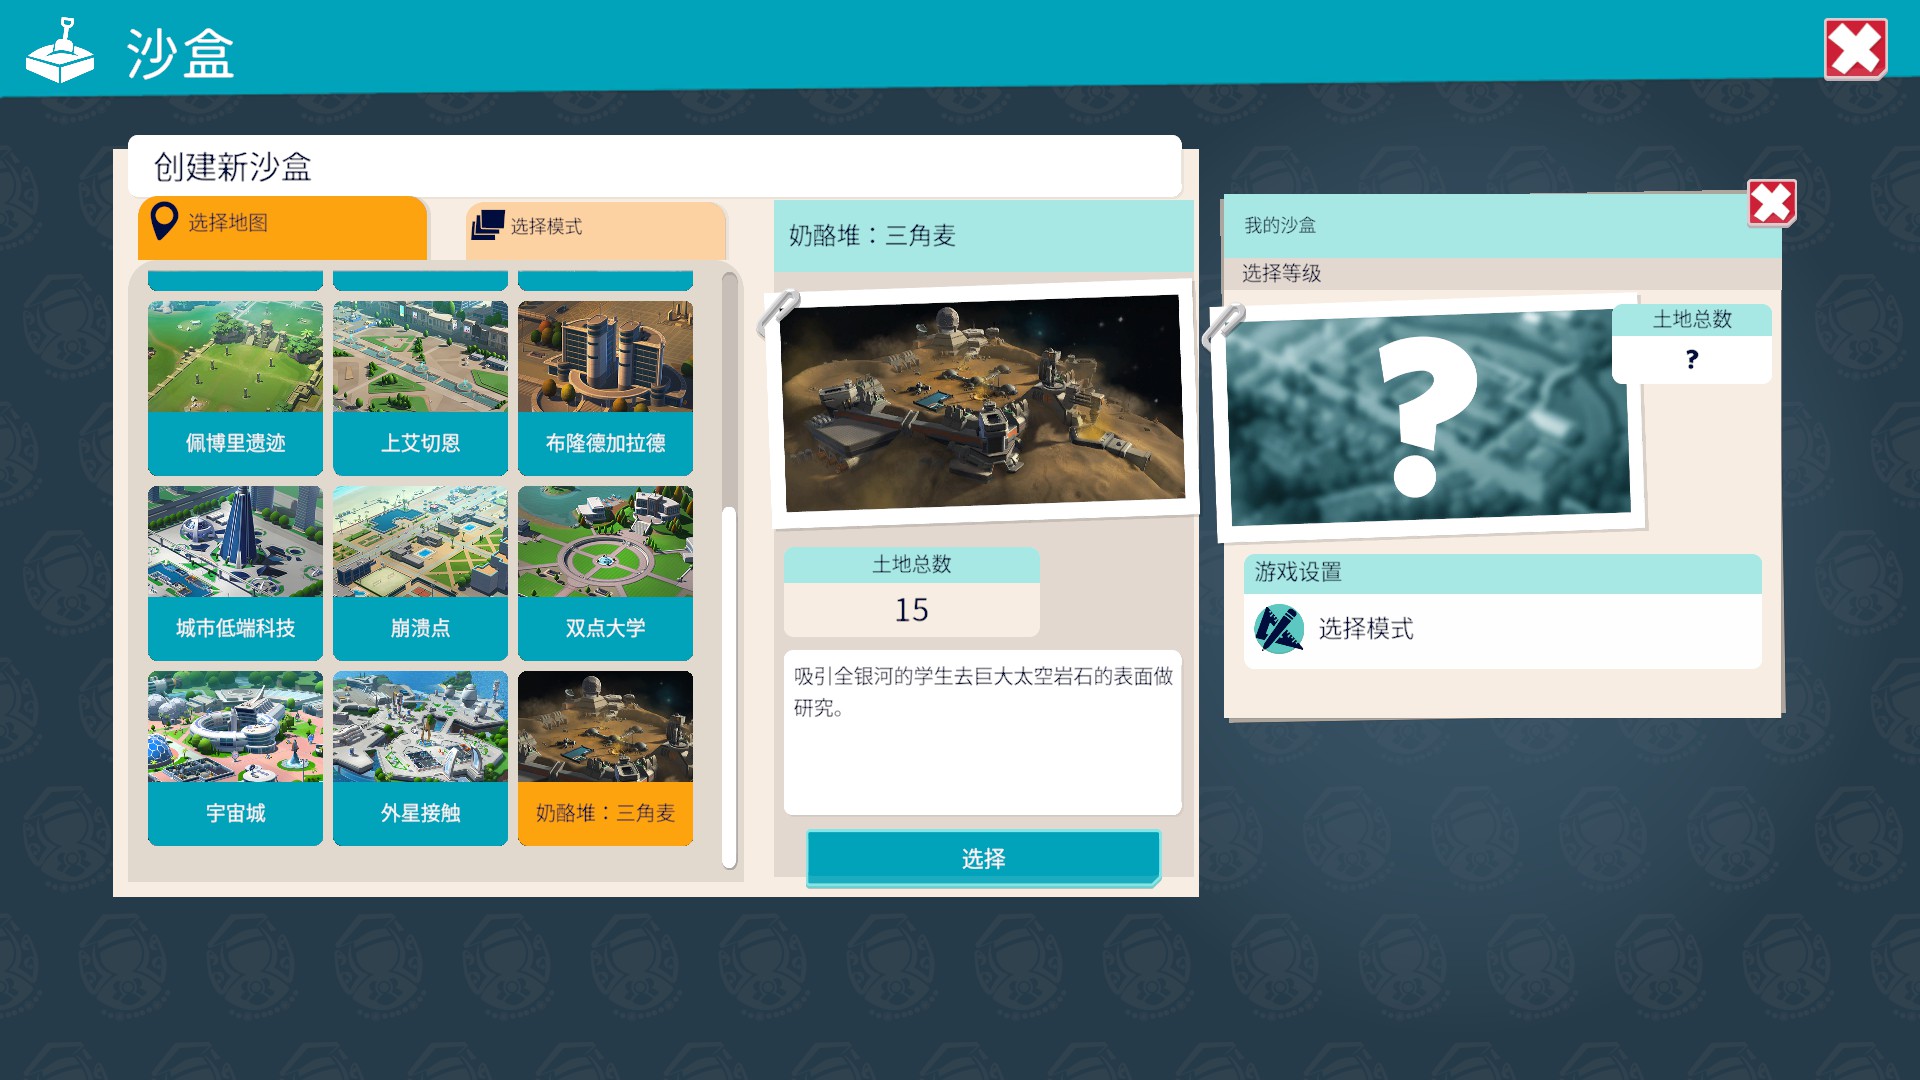 沙盒
创建新沙盒
选择地图
选择模式
佩博里遗迹
上艾切恩
布隆德加拉德
城市低端科技
崩溃点
双点大学
宇宙城
外星接触
奶酪堆：三角麦
奶酪堆：三角麦
土地总数
15
吸引全银河的学生去巨大太空岩石的表面做
研究。
选择
我的沙盒
选择等级
?
土地总数
?
游戏设置
选择模式